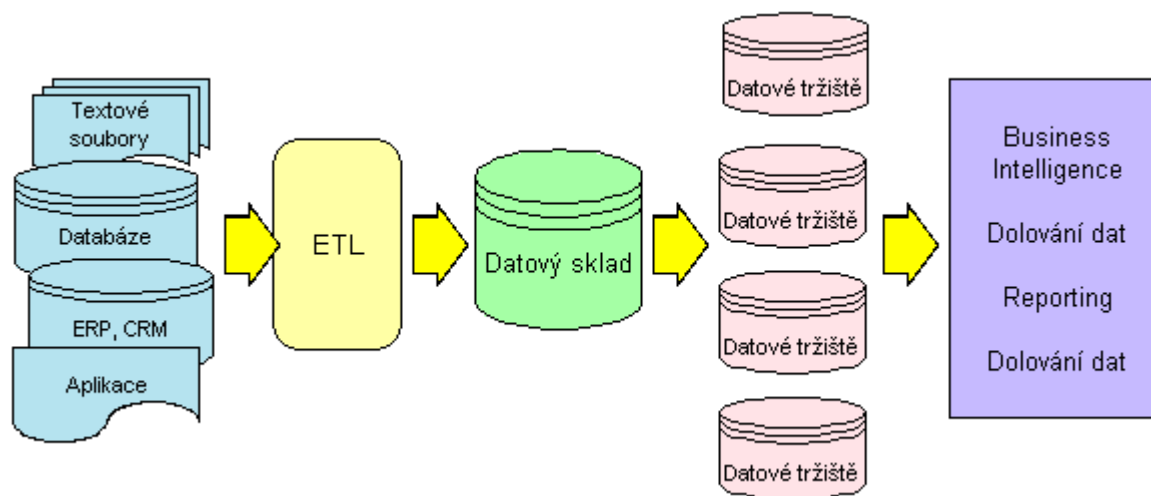 Textové
soubory
Databáze
ERP, CRM
Aplikace
ETL
Datový sklad
Datové tržiště
Datové tržiště
Datové tržiště
Datové tržiště
Business
Intelligence
Dolování dat
Reporting
Dolování dat